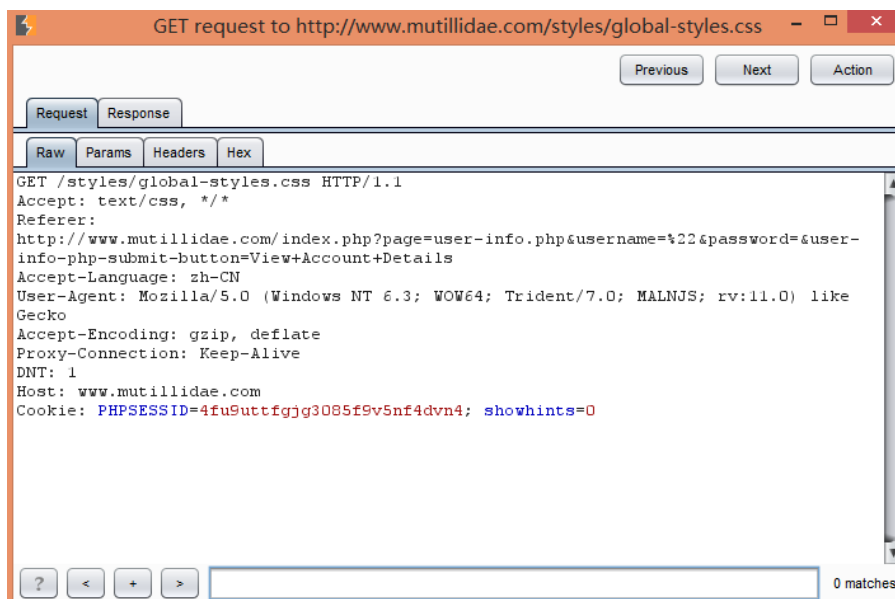 GET request to http://www.mutillidae.com/styles/global-styles.css
Previous Next Action
Request Response
Raw Params Headers Hex
GET /styles/global-styles.css HTTP/1.1
Accept: text/css, */*
Referer:
http://www.mutillidae.com/index.php?page=user-info.php&username=%22&password=&user-
info-php-submit-button=View+Account+Details
Accept-Language: zh-CN
User-Agent: Mozilla/5.0 (Windows NT 6.3; WOW64; Trident/7.0; MALNJS; rv:11.0) like
Gecko
Accept-Encoding: gzip, deflate
Proxy-Connection: Keep-Alive
DNT: 1
Host: www.mutillidae.com
Cookie: PHPSESSID=4fu9uttfgjg3085f9v5nf4dvn4; showhints=0
? < + > 0 matches